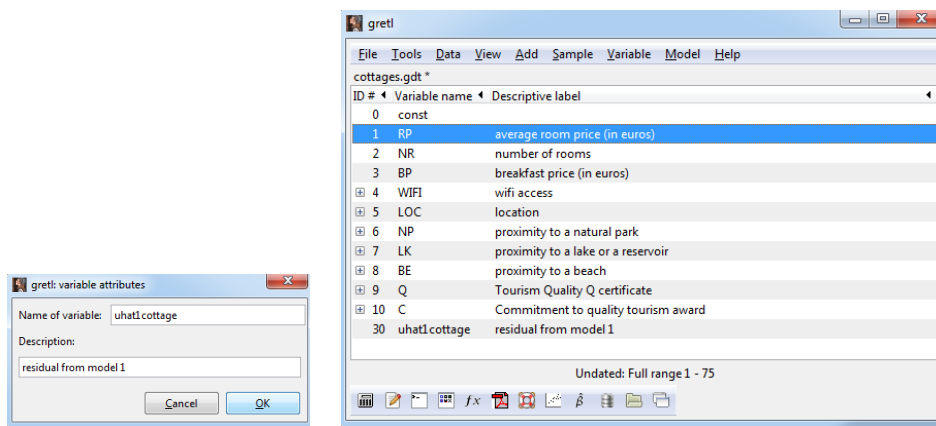 gretl: variable attributes
Name of variable: uhat1cottage
Description:
residual from model 1
Cancel OK
gretl
File Tools Data View Add Sample Variable Model Help
cottages.gdt *
ID # Variable name Descriptive label
0 const
1 RP average room price (in euros)
2 NR number of rooms
3 BP breakfast price (in euros)
4 WIFI wifi access
5 LOC location
6 NP proximity to a natural park
7 LK proximity to a lake or a reservoir
8 BE proximity to a beach
9 Q Tourism Quality Q certificate
10 C Commitment to quality tourism award
30 uhat1cottage residual from model 1
Undated: Full range 1 - 75
fx β̂